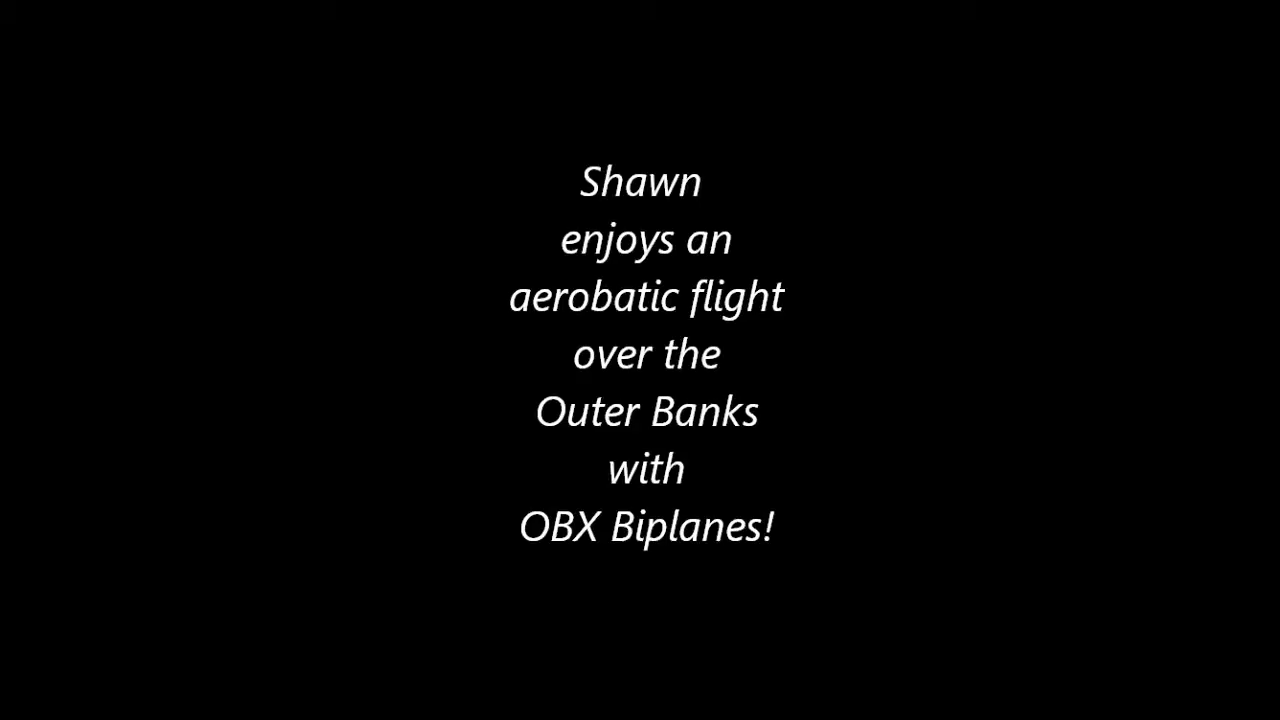 Shawn
enjoys an
aerobatic flight
over the
Outer Banks
with
OBX Biplanes!